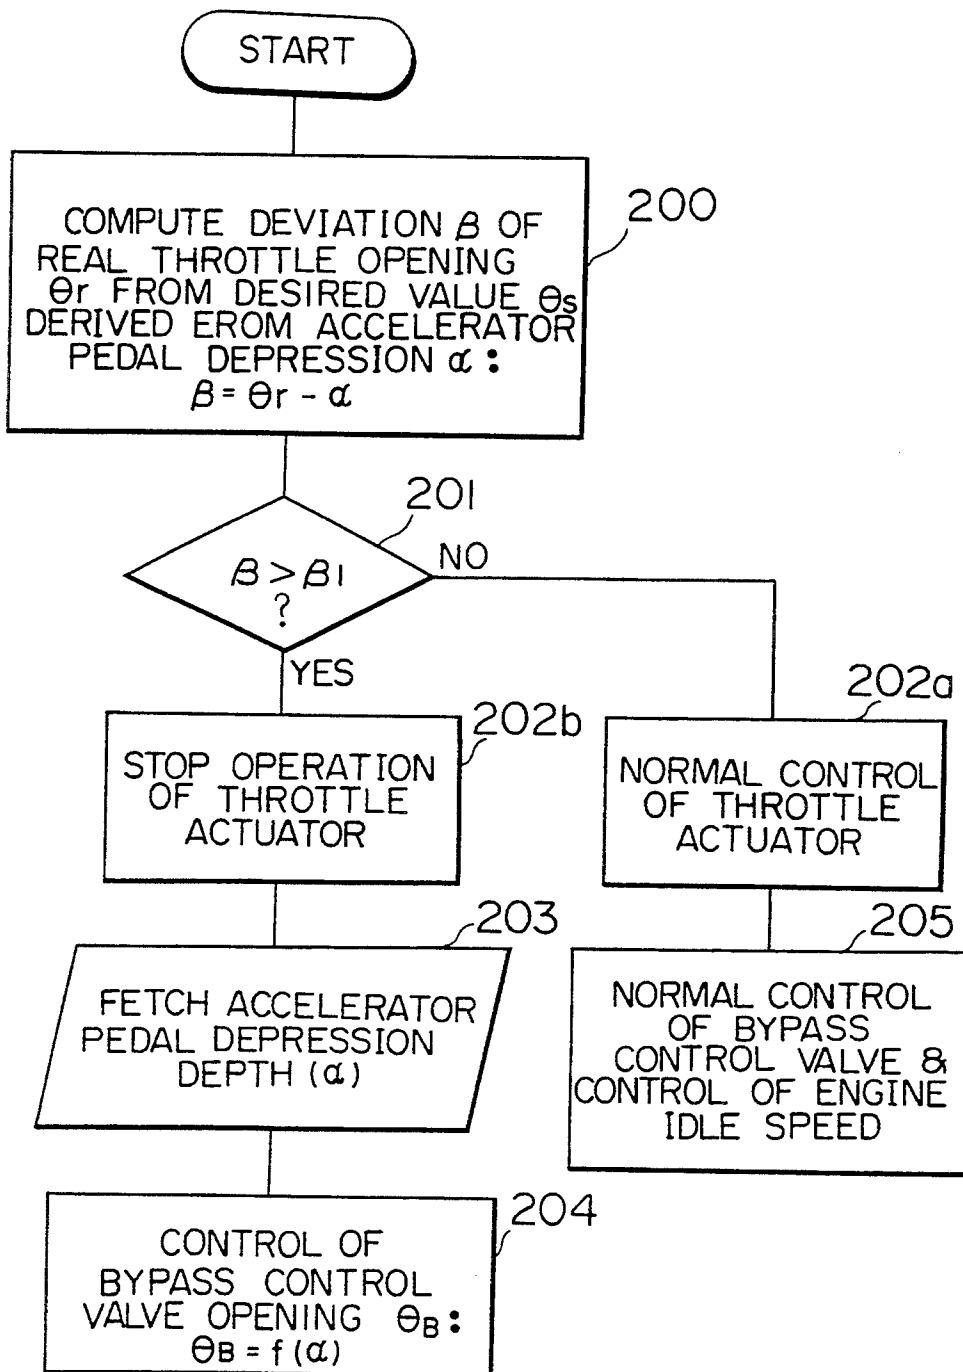 START
200
COMPUTE DEVIATION β OF
REAL THROTTLE OPENING
θr FROM DESIRED VALUE θs
DERIVED EROM ACCELERATOR
PEDAL DEPRESSION α:
β = θr - α
201
β > β1
?
NO
YES
202b
STOP OPERATION
OF THROTTLE
ACTUATOR
202a
NORMAL CONTROL
OF THROTTLE
ACTUATOR
203
FETCH ACCELERATOR
PEDAL DEPRESSION
DEPTH (α)
205
NORMAL CONTROL
OF BYPASS
CONTROL VALVE &
CONTROL OF ENGINE
IDLE SPEED
204
CONTROL OF
BYPASS CONTROL
VALVE OPENING θB:
θB = f (α)